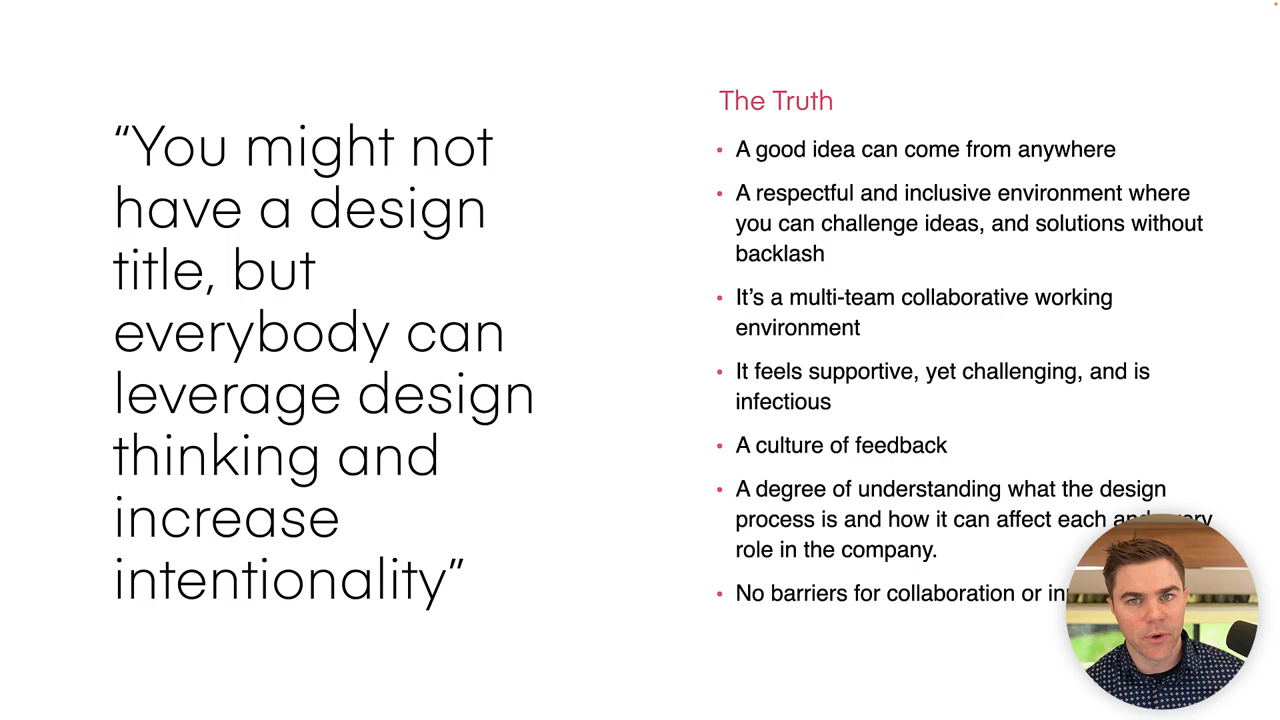 “You might not
have a design
title, but
everybody can
leverage design
thinking and
increase
intentionality”
The Truth
• A good idea can come from anywhere
• A respectful and inclusive environment where
you can challenge ideas, and solutions without
backlash
• It’s a multi-team collaborative working
environment
• It feels supportive, yet challenging, and is
infectious
• A culture of feedback
• A degree of understanding what the design
process is and how it can affect each
role in the company.
• No barriers for collaboration or